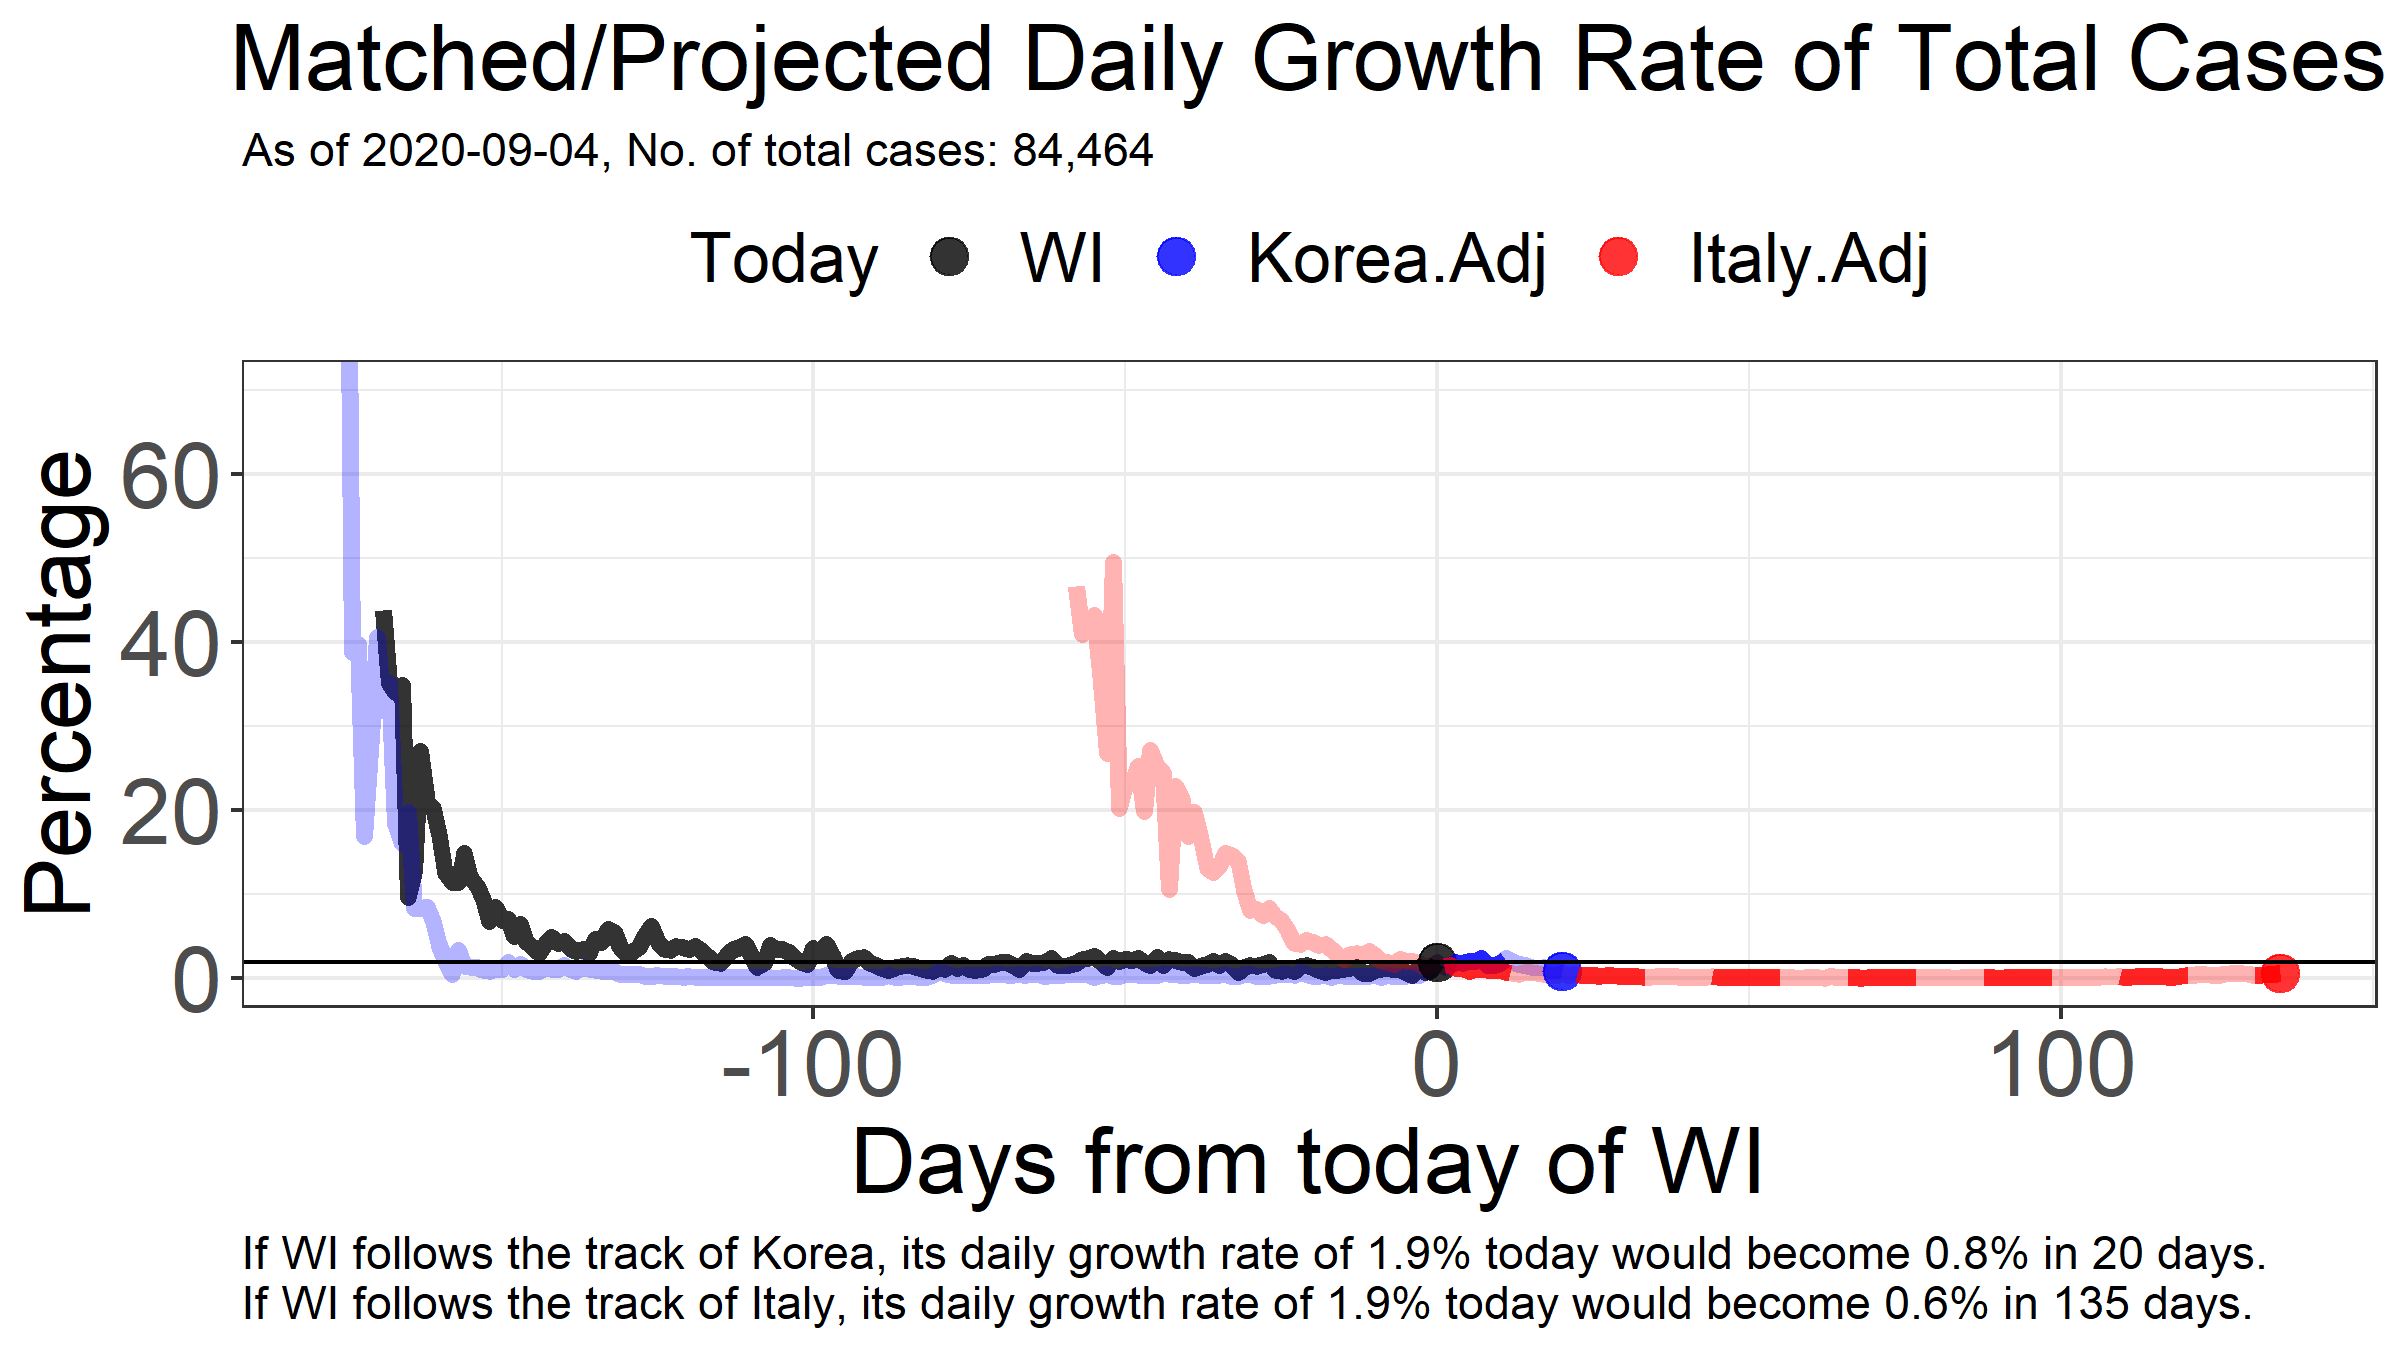 Matched/Projected Daily Growth Rate of Total Cases
As of 2020-09-04, No. of total cases: 84,464
Today WI Korea.Adj Italy.Adj
Percentage
60
40
20
0
-100 0 100
Days from today of WI
If WI follows the track of Korea, its daily growth rate of 1.9% today would become 0.8% in 20 days.
If WI follows the track of Italy, its daily growth rate of 1.9% today would become 0.6% in 135 days.